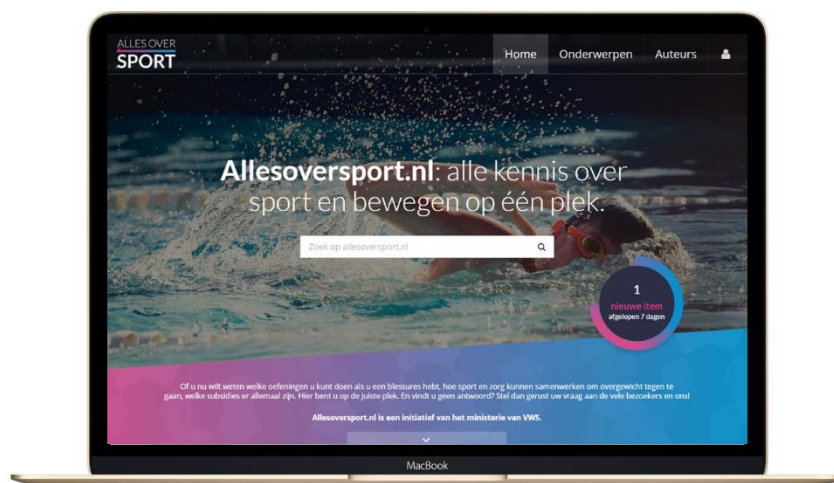 ALLES OVER
SPORT
Home Onderwerpen Auteurs
Allesoversport.nl: alle kennis over
sport en bewegen op één plek.
Zoek op allesoversport.nl
1
nieuwe item
afgelopen 7 dagen
Of u nu wilt weten welke oefeningen u kunt doen als u een blessures hebt, hoe sport en zorg kunnen samenwerken om overgewicht tegen te
gaan, welke subsidies er allemaal zijn. Hier bent u op de juiste plek. En vindt u geen antwoord? Stel dan gerust uw vraag aan de vele bezoekers en ons!
Allesoversport.nl is een initiatief van het ministerie van VWS.
MacBook